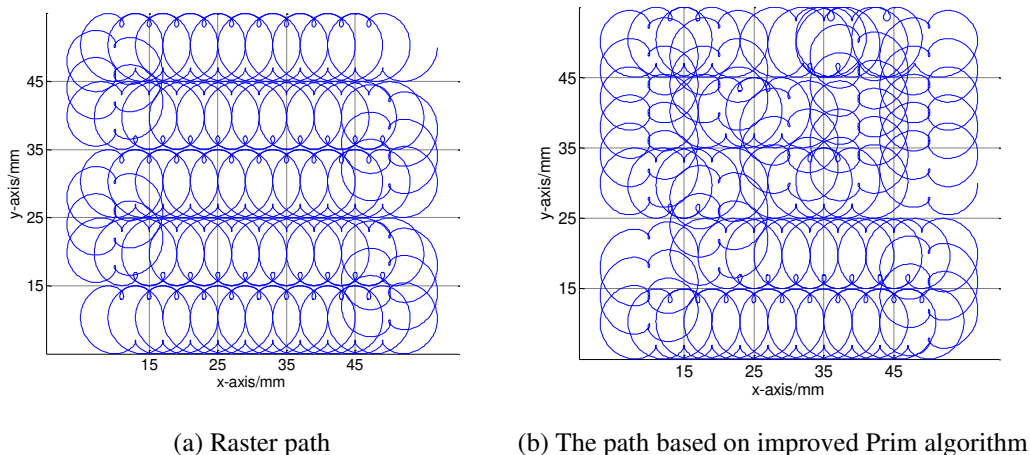 45
35
25
15
y-axis/mm
15 25 35 45
x-axis/mm
(a) Raster path
45
35
25
15
y-axis/mm
15 25 35 45
x-axis/mm
(b) The path based on improved Prim algorithm